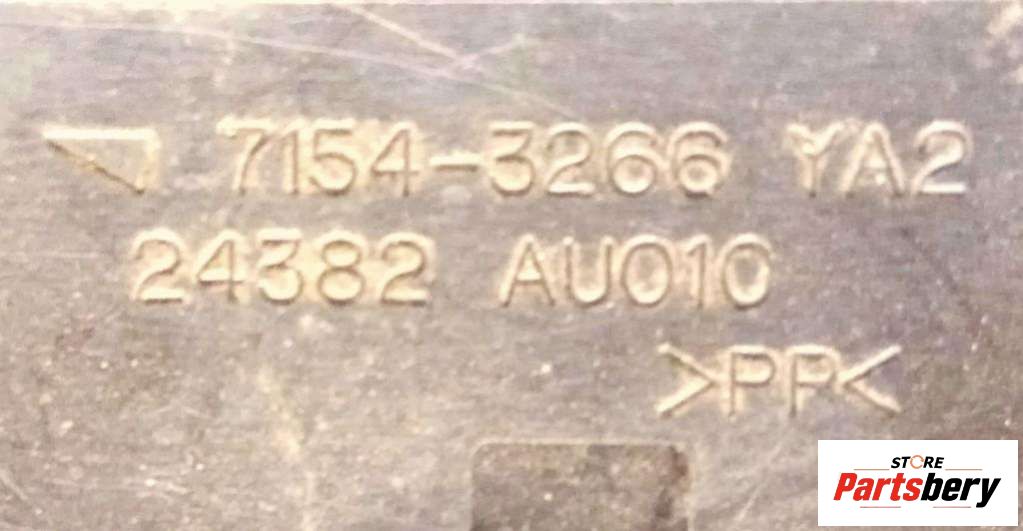 7154-3266 YA2
24382 AU010
>PP<
STORE
Partsbery